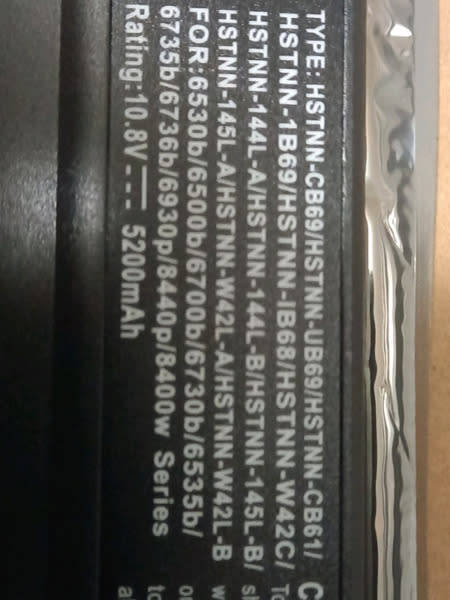 TYPE: HSTNN-CB69/HSTNN-UB69/HSTNN-CB61/
HSTNN-1B69/HSTNN-IB68/HSTNN-W42C/
HSTNN-144L-A/HSTNN-144L-B/HSTNN-145L-B/
HSTNN-145L-A/HSTNN-W42L-A/HSTNN-W42L-B
FOR:6530b/6500b/6700b/6730b/6535b/
6735b/6736b/6930p/8440p/8400w Series
Rating:10.8V⎓ 5200mAh